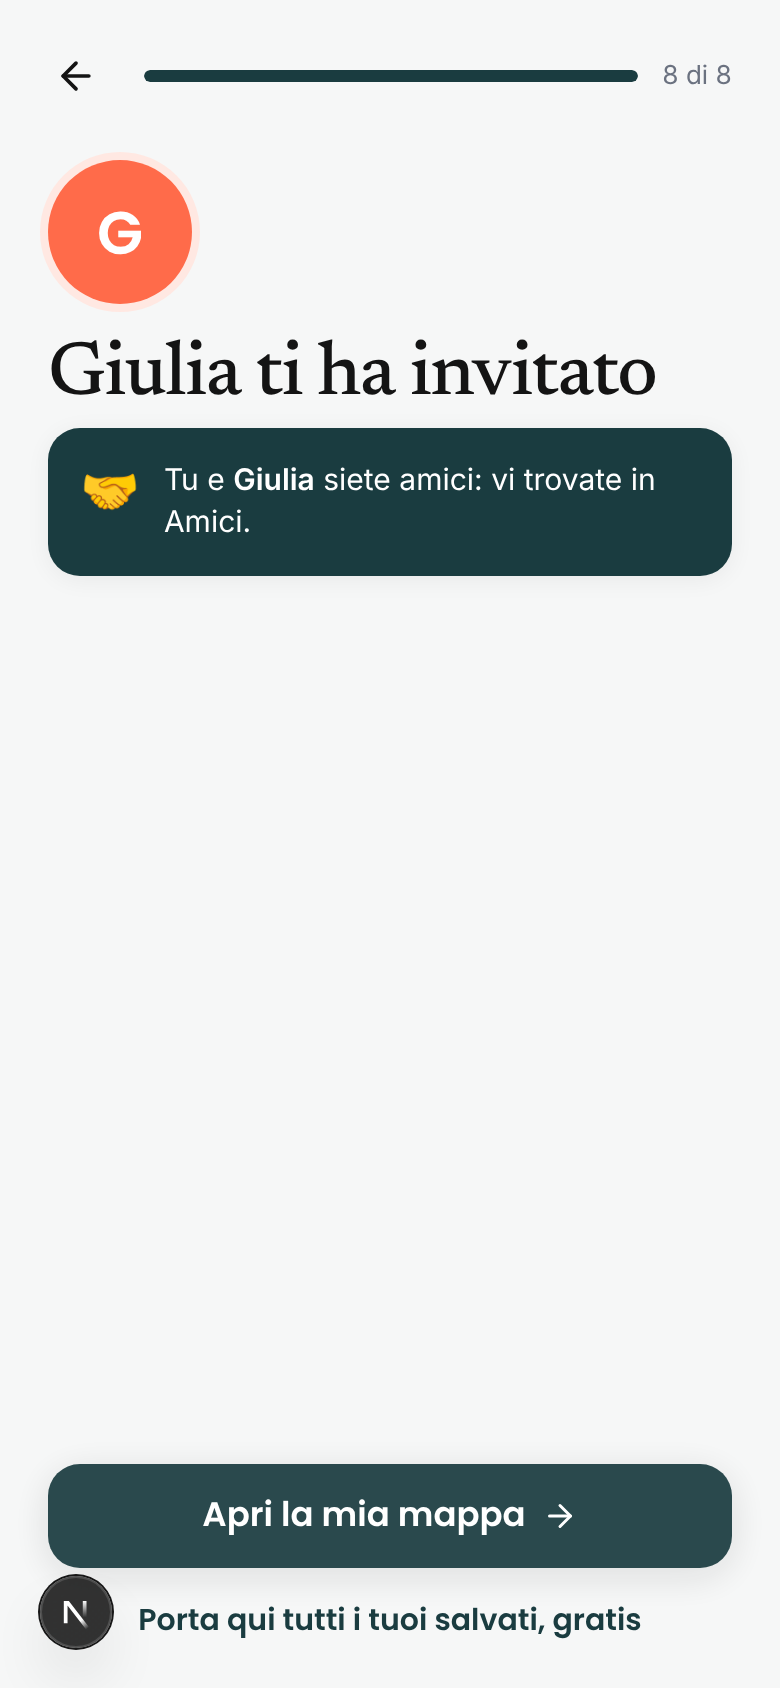 8 di 8
G
Giulia ti ha invitato
Tu e Giulia siete amici: vi trovate in
Amici.
Apri la mia mappa
N
Porta qui tutti i tuoi salvati, gratis